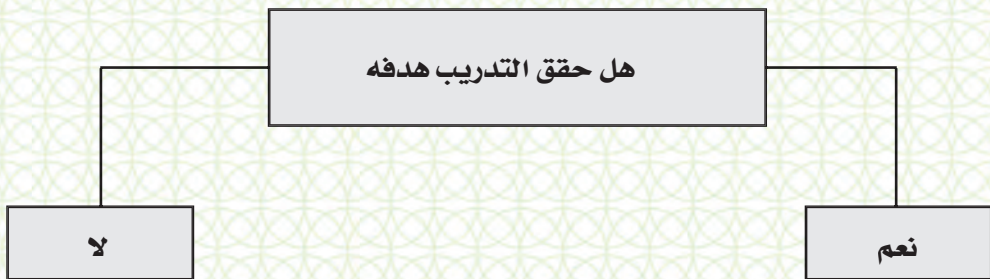 هل حقق التدريب هدفه
نعم
لا